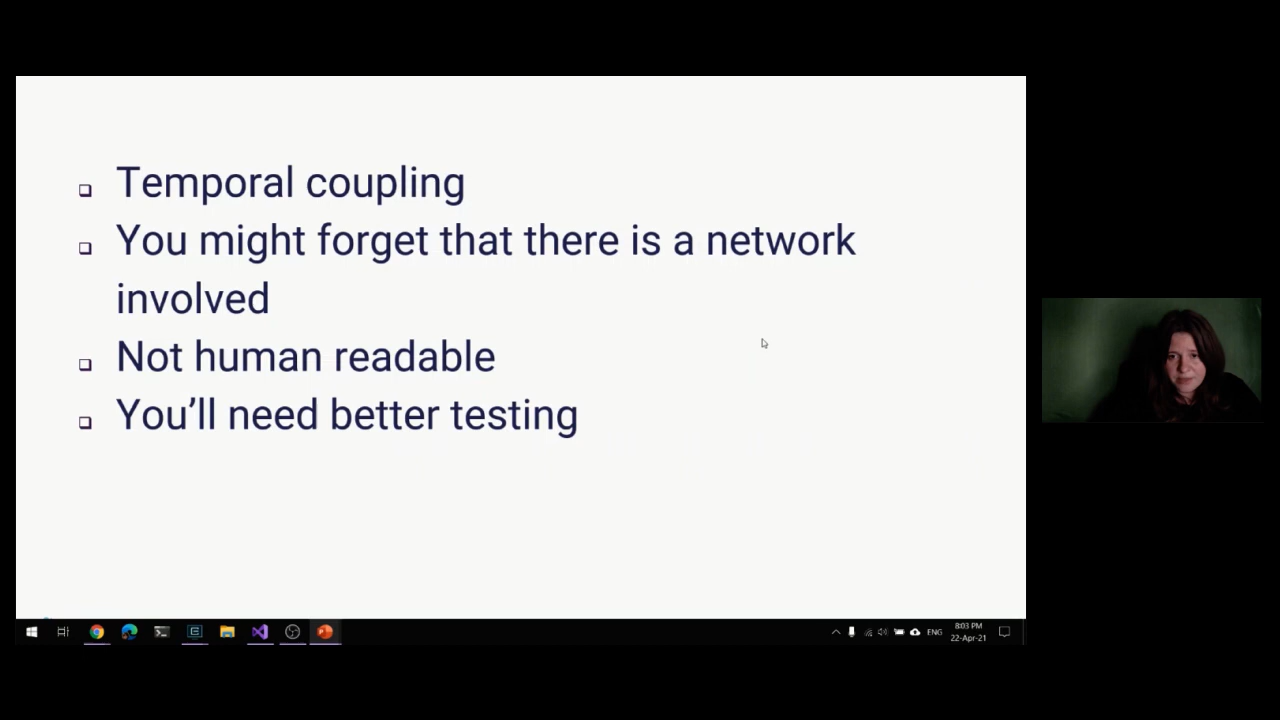 Temporal coupling
You might forget that there is a network
involved
Not human readable
You’ll need better testing
ENG
8:03 PM
22-Apr-21